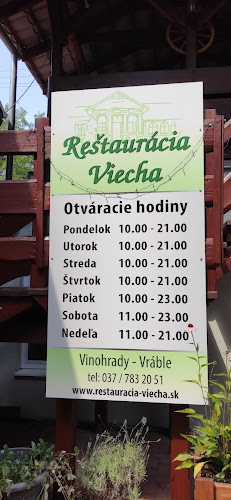 Reštaurácia
Viecha
Otváracie hodiny
Pondelok 10.00 - 21.00
Utorok 10.00 - 21.00
Streda 10.00 - 21.00
Štvrtok 10.00 - 21.00
Piatok 10.00 - 23.00
Sobota 11.00 - 23.00
Nedeľa 11.00 - 21.00
Vinohrady - Vráble
tel: 037 / 783 20 51
www.restauracia-viecha.sk